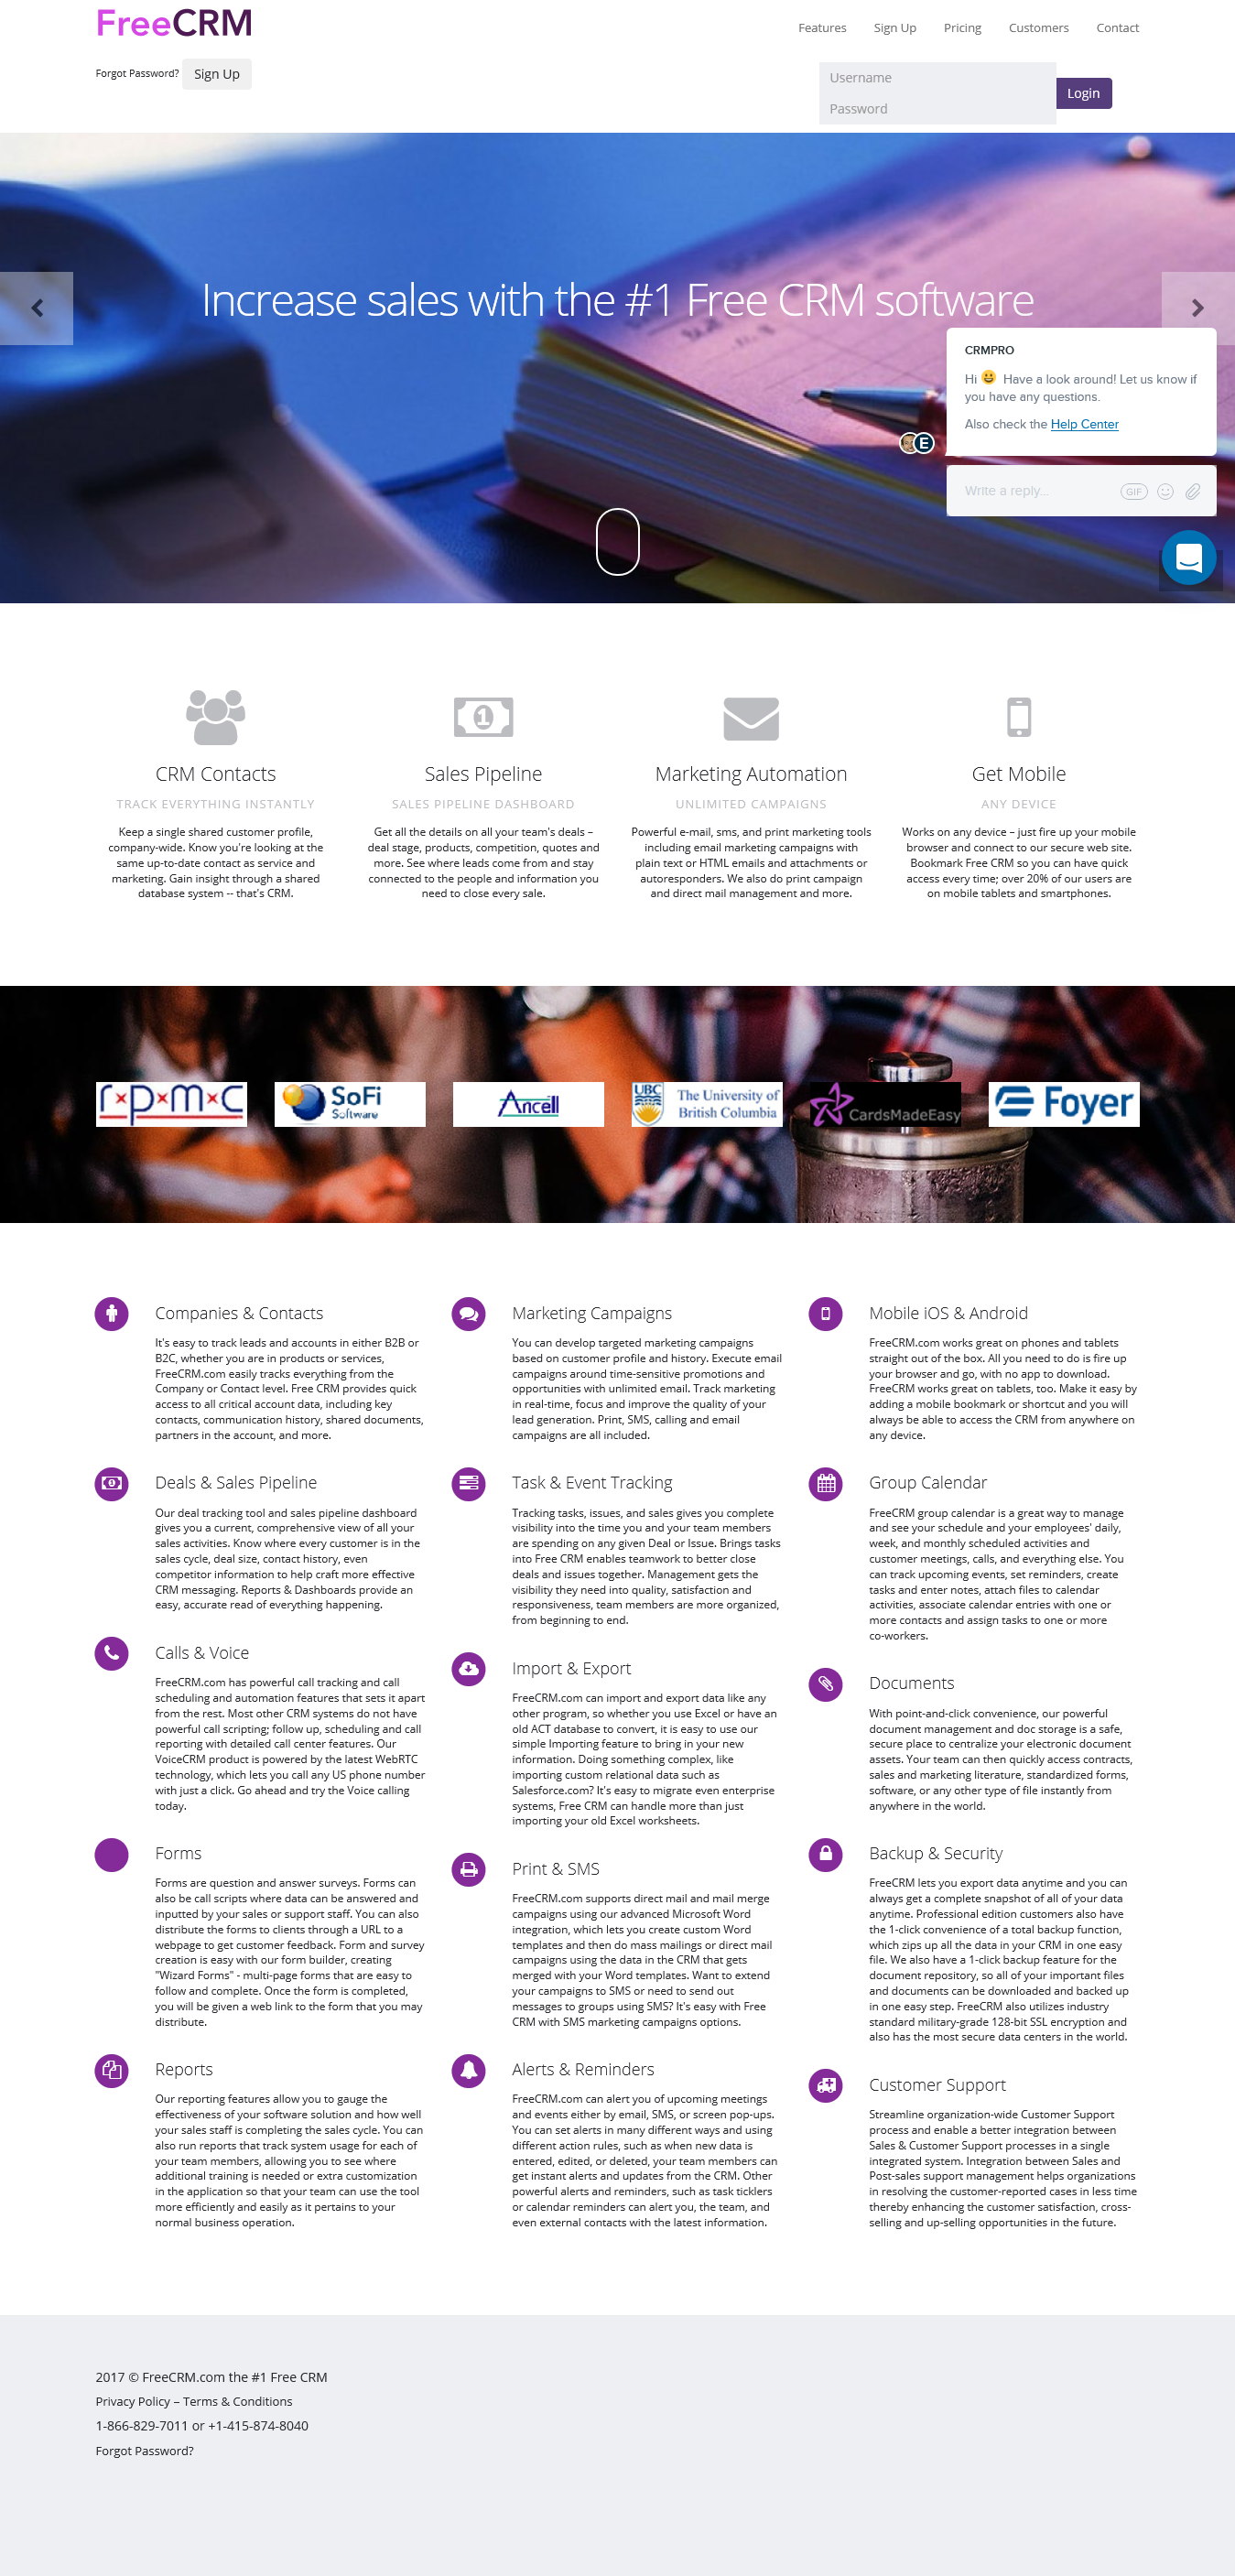 FreeCRM
Features Sign Up Pricing Customers Contact
Forgot Password? Sign Up
Username
Password
Login
Increase sales with the #1 Free CRM software
CRMPRO
Hi Have a look around! Let us know if
you have any questions.
Also check the Help Center
E
Write a reply...
GIF
CRM Contacts
TRACK EVERYTHING INSTANTLY
Keep a single shared customer profile,
company-wide. Know you're looking at the
same up-to-date contact as service and
marketing. Gain insight through a shared
database system -- that's CRM.
1
Sales Pipeline
SALES PIPELINE DASHBOARD
Get all the details on all your team's deals –
deal stage, products, competition, quotes and
more. See where leads come from and stay
connected to the people and information you
need to close every sale.
Marketing Automation
UNLIMITED CAMPAIGNS
Powerful e-mail, sms, and print marketing tools
including email marketing campaigns with
plain text or HTML emails and attachments or
autoresponders. We also do print campaign
and direct mail management and more.
Get Mobile
ANY DEVICE
Works on any device – just fire up your mobile
browser and connect to our secure web site.
Bookmark Free CRM so you can have quick
access every time; over 20% of our users are
on mobile tablets and smartphones.
r×p×m×c
SoFi
Software
Ancell
UBC
The University of
British Columbia
CardsMadeEasy
Foyer
Companies & Contacts
It's easy to track leads and accounts in either B2B or
B2C, whether you are in products or services,
FreeCRM.com easily tracks everything from the
Company or Contact level. Free CRM provides quick
access to all critical account data, including key
contacts, communication history, shared documents,
partners in the account, and more.
Deals & Sales Pipeline
Our deal tracking tool and sales pipeline dashboard
gives you a current, comprehensive view of all your
sales activities. Know where every customer is in the
sales cycle, deal size, contact history, even
competitor information to help craft more effective
CRM messaging. Reports & Dashboards provide an
easy, accurate read of everything happening.
Calls & Voice
FreeCRM.com has powerful call tracking and call
scheduling and automation features that sets it apart
from the rest. Most other CRM systems do not have
powerful call scripting; follow up, scheduling and call
reporting with detailed call center features. Our
VoiceCRM product is powered by the latest WebRTC
technology, which lets you call any US phone number
with just a click. Go ahead and try the Voice calling
today.
Forms
Forms are question and answer surveys. Forms can
also be call scripts where data can be answered and
inputted by your sales or support staff. You can also
distribute the forms to clients through a URL to a
webpage to get customer feedback. Form and survey
creation is easy with our form builder, creating
"Wizard Forms" - multi-page forms that are easy to
follow and complete. Once the form is completed,
you will be given a web link to the form that you may
distribute.
Reports
Our reporting features allow you to gauge the
effectiveness of your software solution and how well
your sales staff is completing the sales cycle. You can
also run reports that track system usage for each of
your team members, allowing you to see where
additional training is needed or extra customization
in the application so that your team can use the tool
more efficiently and easily as it pertains to your
normal business operation.
Marketing Campaigns
You can develop targeted marketing campaigns
based on customer profile and history. Execute email
campaigns around time-sensitive promotions and
opportunities with unlimited email. Track marketing
in real-time, focus and improve the quality of your
lead generation. Print, SMS, calling and email
campaigns are all included.
Task & Event Tracking
Tracking tasks, issues, and sales gives you complete
visibility into the time you and your team members
are spending on any given Deal or Issue. Brings tasks
into Free CRM enables teamwork to better close
deals and issues together. Management gets the
visibility they need into quality, satisfaction and
responsiveness, team members are more organized,
from beginning to end.
Import & Export
FreeCRM.com can import and export data like any
other program, so whether you use Excel or have an
old ACT database to convert, it is easy to use our
simple Importing feature to bring in your new
information. Doing something complex, like
importing custom relational data such as
Salesforce.com? It's easy to migrate even enterprise
systems, Free CRM can handle more than just
importing your old Excel worksheets.
Print & SMS
FreeCRM.com supports direct mail and mail merge
campaigns using our advanced Microsoft Word
integration, which lets you create custom Word
templates and then do mass mailings or direct mail
campaigns using the data in the CRM that gets
merged with your Word templates. Want to extend
your campaigns to SMS or need to send out
messages to groups using SMS? It's easy with Free
CRM with SMS marketing campaigns options.
Alerts & Reminders
FreeCRM.com can alert you of upcoming meetings
and events either by email, SMS, or screen pop-ups.
You can set alerts in many different ways and using
different action rules, such as when new data is
entered, edited, or deleted, your team members can
get instant alerts and updates from the CRM. Other
powerful alerts and reminders, such as task ticklers
or calendar reminders can alert you, the team, and
even external contacts with the latest information.
Mobile iOS & Android
FreeCRM.com works great on phones and tablets
straight out of the box. All you need to do is fire up
your browser and go, with no app to download.
FreeCRM works great on tablets, too. Make it easy by
adding a mobile bookmark or shortcut and you will
always be able to access the CRM from anywhere on
any device.
Group Calendar
FreeCRM group calendar is a great way to manage
and see your schedule and your employees' daily,
week, and monthly scheduled activities and
customer meetings, calls, and everything else. You
can track upcoming events, set reminders, create
tasks and enter notes, attach files to calendar
activities, associate calendar entries with one or
more contacts and assign tasks to one or more
co-workers.
Documents
With point-and-click convenience, our powerful
document management and doc storage is a safe,
secure place to centralize your electronic document
assets. Your team can then quickly access contracts,
sales and marketing literature, standardized forms,
software, or any other type of file instantly from
anywhere in the world.
Backup & Security
FreeCRM lets you export data anytime and you can
always get a complete snapshot of all of your data
anytime. Professional edition customers also have
the 1-click convenience of a total backup function,
which zips up all the data in your CRM in one easy
file. We also have a 1-click backup feature for the
document repository, so all of your important files
and documents can be downloaded and backed up
in one easy step. FreeCRM also utilizes industry
standard military-grade 128-bit SSL encryption and
also has the most secure data centers in the world.
Customer Support
Streamline organization-wide Customer Support
process and enable a better integration between
Sales & Customer Support processes in a single
integrated system. Integration between Sales and
Post-sales support management helps organizations
in resolving the customer-reported cases in less time
thereby enhancing the customer satisfaction, cross-
selling and up-selling opportunities in the future.
2017 © FreeCRM.com the #1 Free CRM
Privacy Policy – Terms & Conditions
1-866-829-7011 or +1-415-874-8040
Forgot Password?